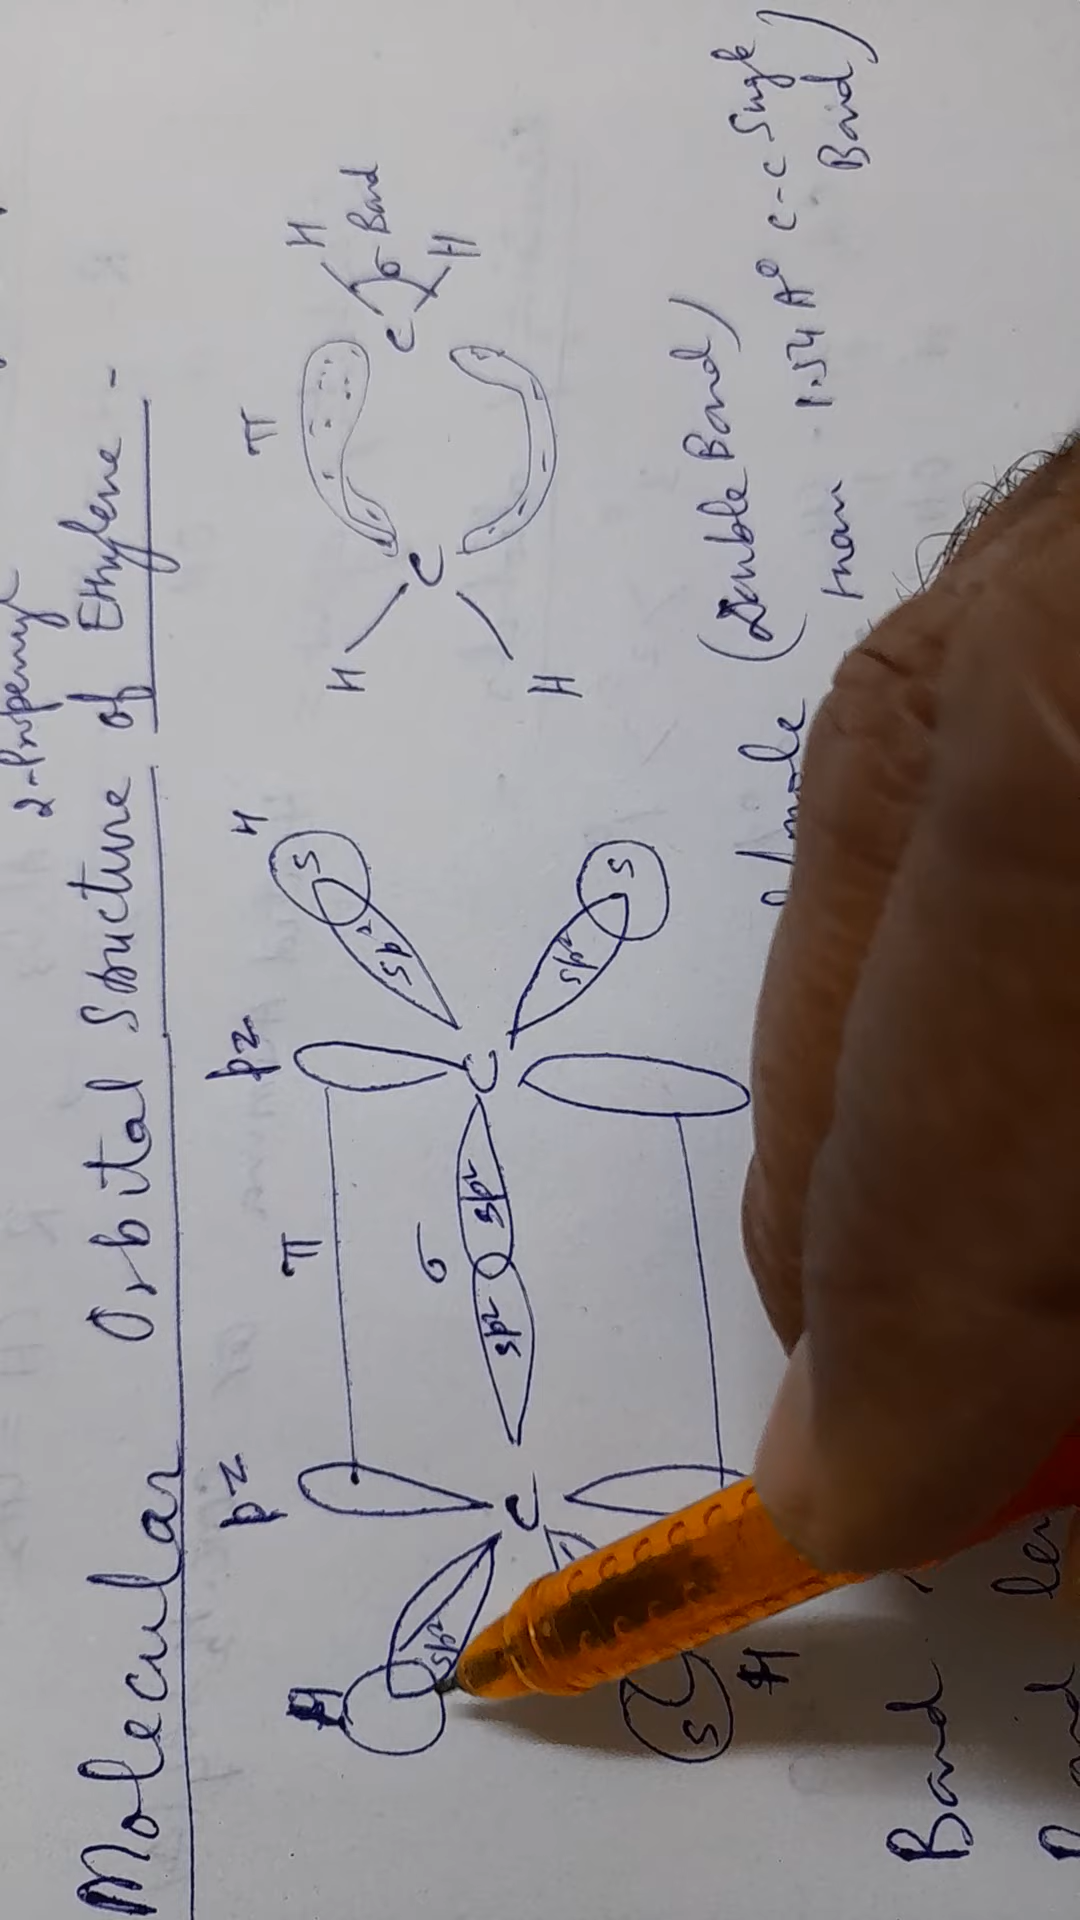 2-Propenyl
Molecular Orbital Structure of Ethylene -
pz pz H
π π
H H
S
sp² sp² σ Bond
σ C H
C sp² sp² C C
H
sp² S
S H
H
(Double Bond)
/mole
than 1.54 A° C-C Single
Bond)
Bond